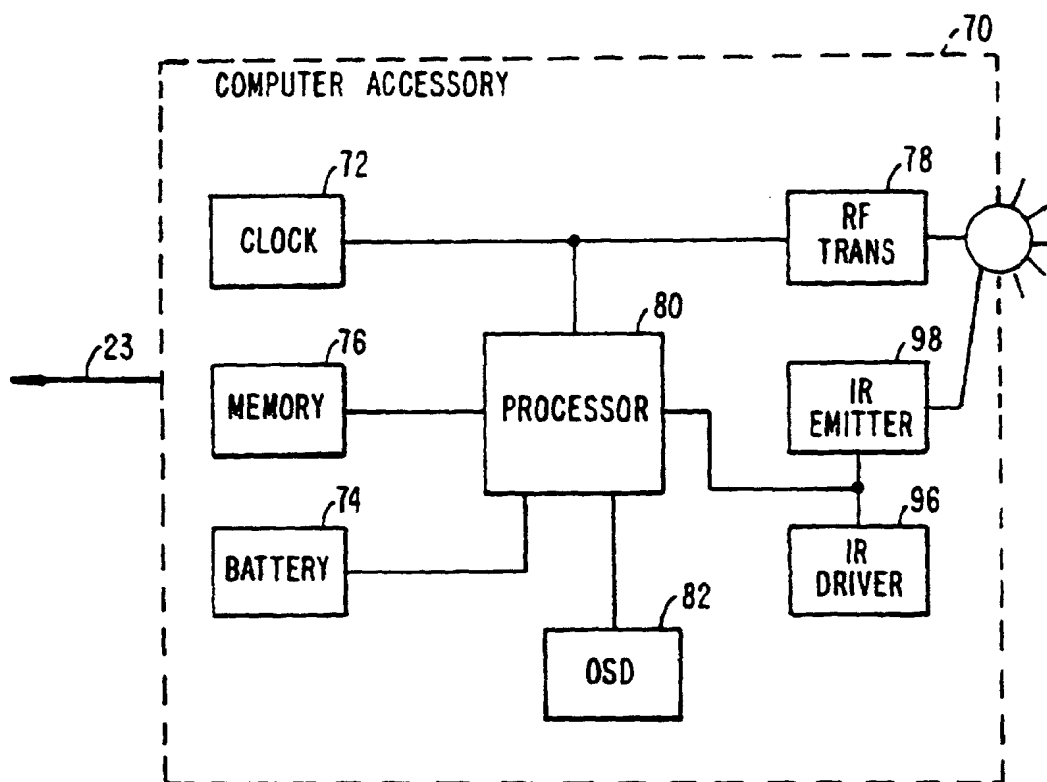 70
COMPUTER ACCESSORY
72
CLOCK
78
RF
TRANS
80
PROCESSOR
23
76
MEMORY
98
IR
EMITTER
74
BATTERY
96
IR
DRIVER
82
OSD